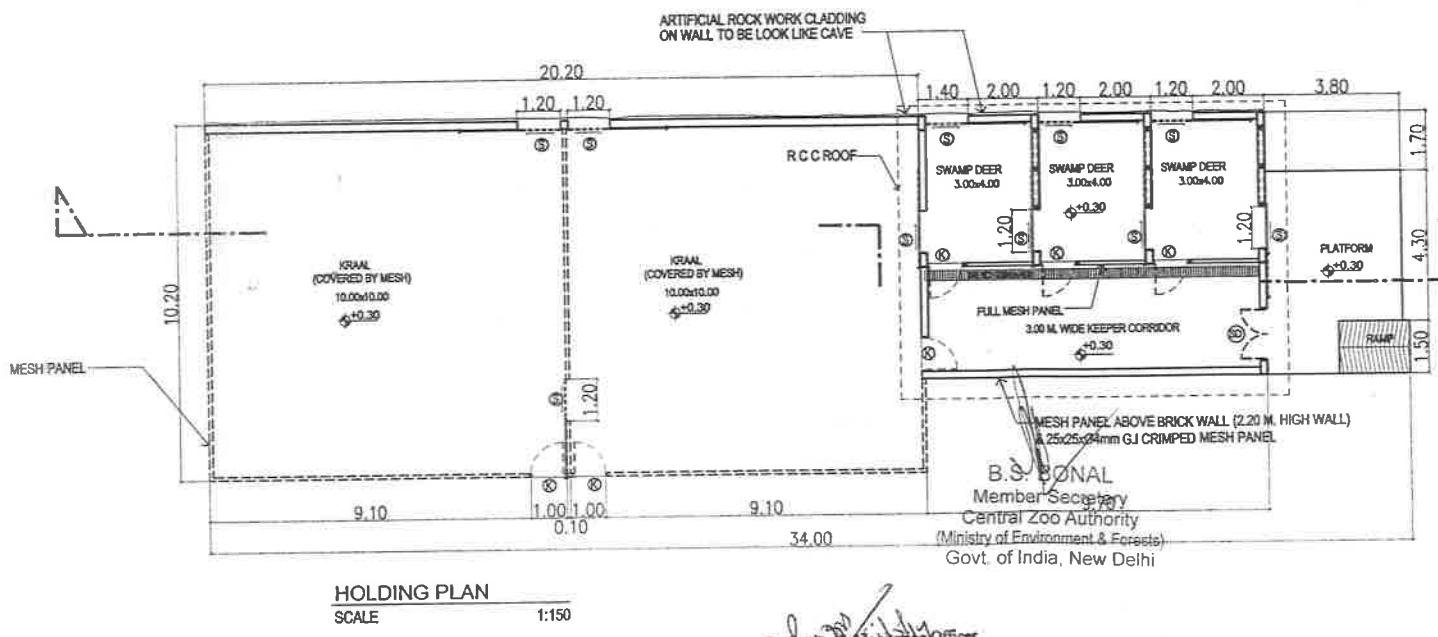 ARTIFICIAL ROCK WORK CLADDING
ON WALL TO BE LOOK LIKE CAVE
20.20
1.20 1.20
1.40 2.00 1.20 2.00 1.20 2.00 3.80
S S
S S S
R C C ROOF
SWAMP DEER
3.00x4.00
SWAMP DEER
3.00x4.00
+0.30
SWAMP DEER
3.00x4.00
1.70
1.20
1.20
S S S S
K K K
10.20
KRAAL
(COVERED BY MESH)
10.00x10.00
+0.30
KRAAL
(COVERED BY MESH)
10.00x10.00
+0.30
PLATFORM
+0.30
4.30
FULL MESH PANEL
3.00 M. WIDE KEEPER CORRIDOR
+0.30
K
SD
RAMP
1.50
MESH PANEL
S
1.20
MESH PANEL ABOVE BRICK WALL (2.20 M. HIGH WALL)
& 25x25xØ4mm G.I CRIMPED MESH PANEL
K K
B.S. BONAL
Member Secretary
Central Zoo Authority
(Ministry of Environment & Forests)
Govt. of India, New Delhi
9.10 1.00 1.00 9.10 9.70
0.10
34.00
HOLDING PLAN
SCALE 1:150
Officer